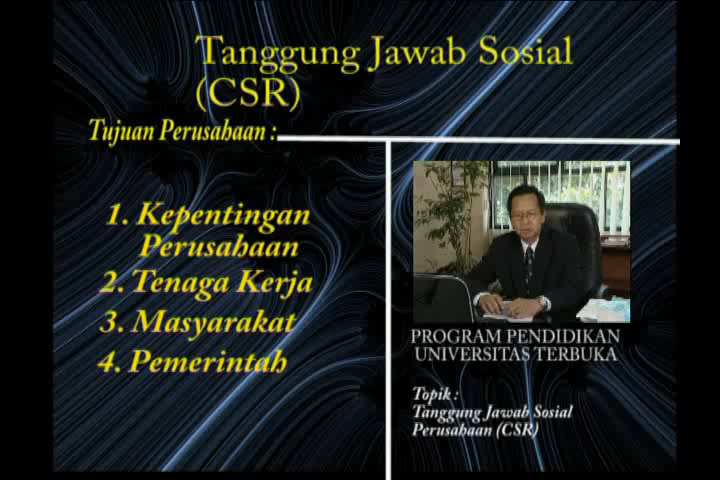 Tanggung Jawab Sosial
(CSR)
Tujuan Perusahaan :
1. Kepentingan
Perusahaan
2. Tenaga Kerja
3. Masyarakat
4. Pemerintah
PROGRAM PENDIDIKAN
UNIVERSITAS TERBUKA
Topik :
Tanggung Jawab Sosial
Perusahaan (CSR)